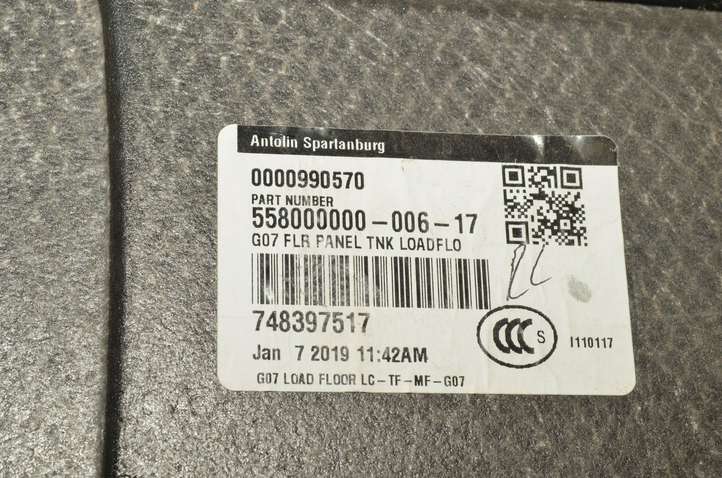 Antolin Spartanburg
0000990570
PART NUMBER
558000000-006-17
G07 FLR PANEL TNK LOADFLO
748397517
Jan 7 2019 11:42AM
CCC S
I110117
G07 LOAD FLOOR LC-TF-MF-G07